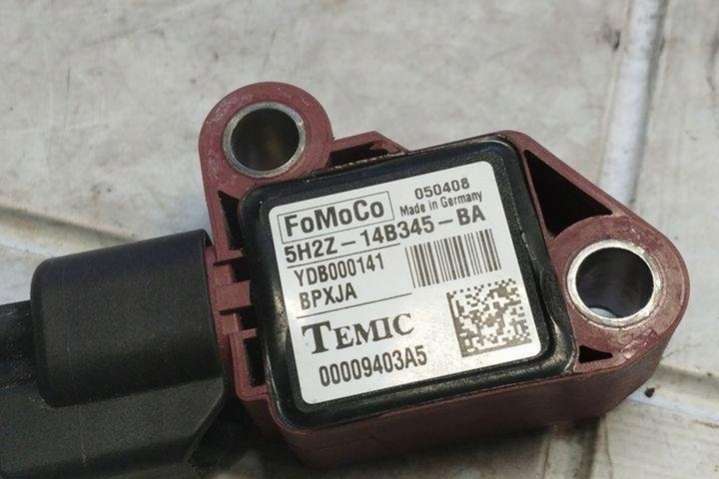 FoMoCo
050408
Made in Germany
5H2Z-14B345-BA
YDB000141
BPXJA
TEMIC
00009403A5